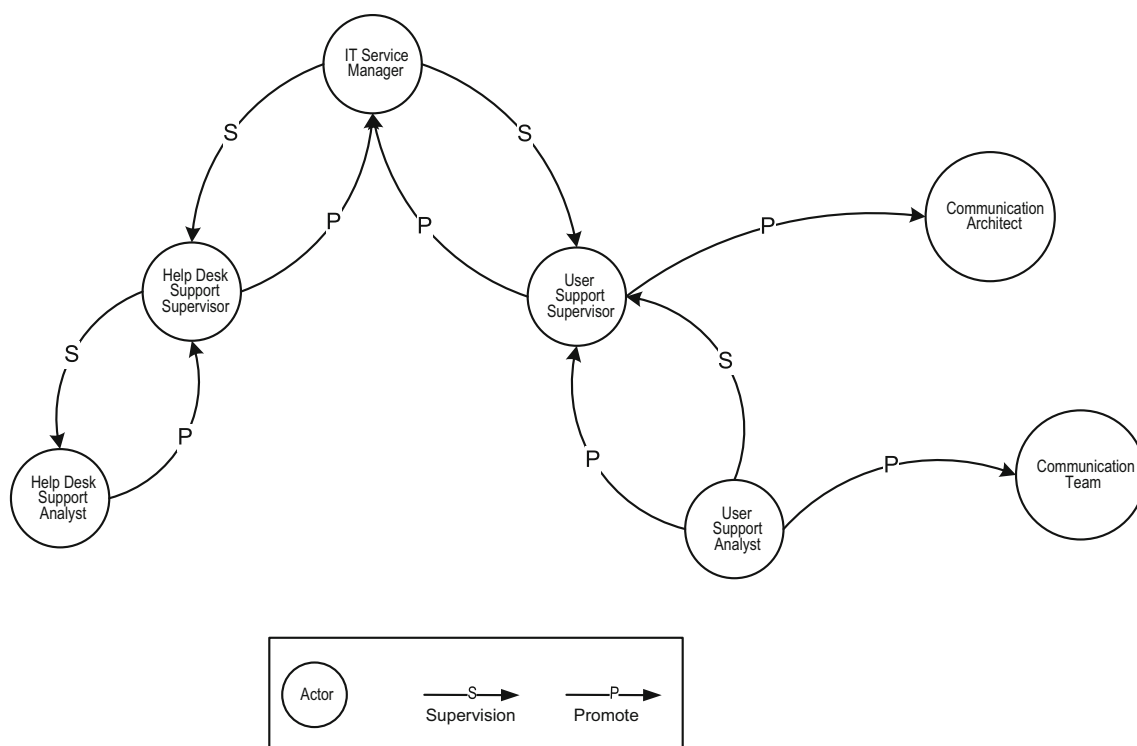 IT Service
Manager
S
S
P
P
P
Communication
Architect
Help Desk
Support
Supervisor
User
Support
Supervisor
S
S
P
P
P
Help Desk
Support
Analyst
User
Support
Analyst
Communication
Team
Actor
S
Supervision
P
Promote